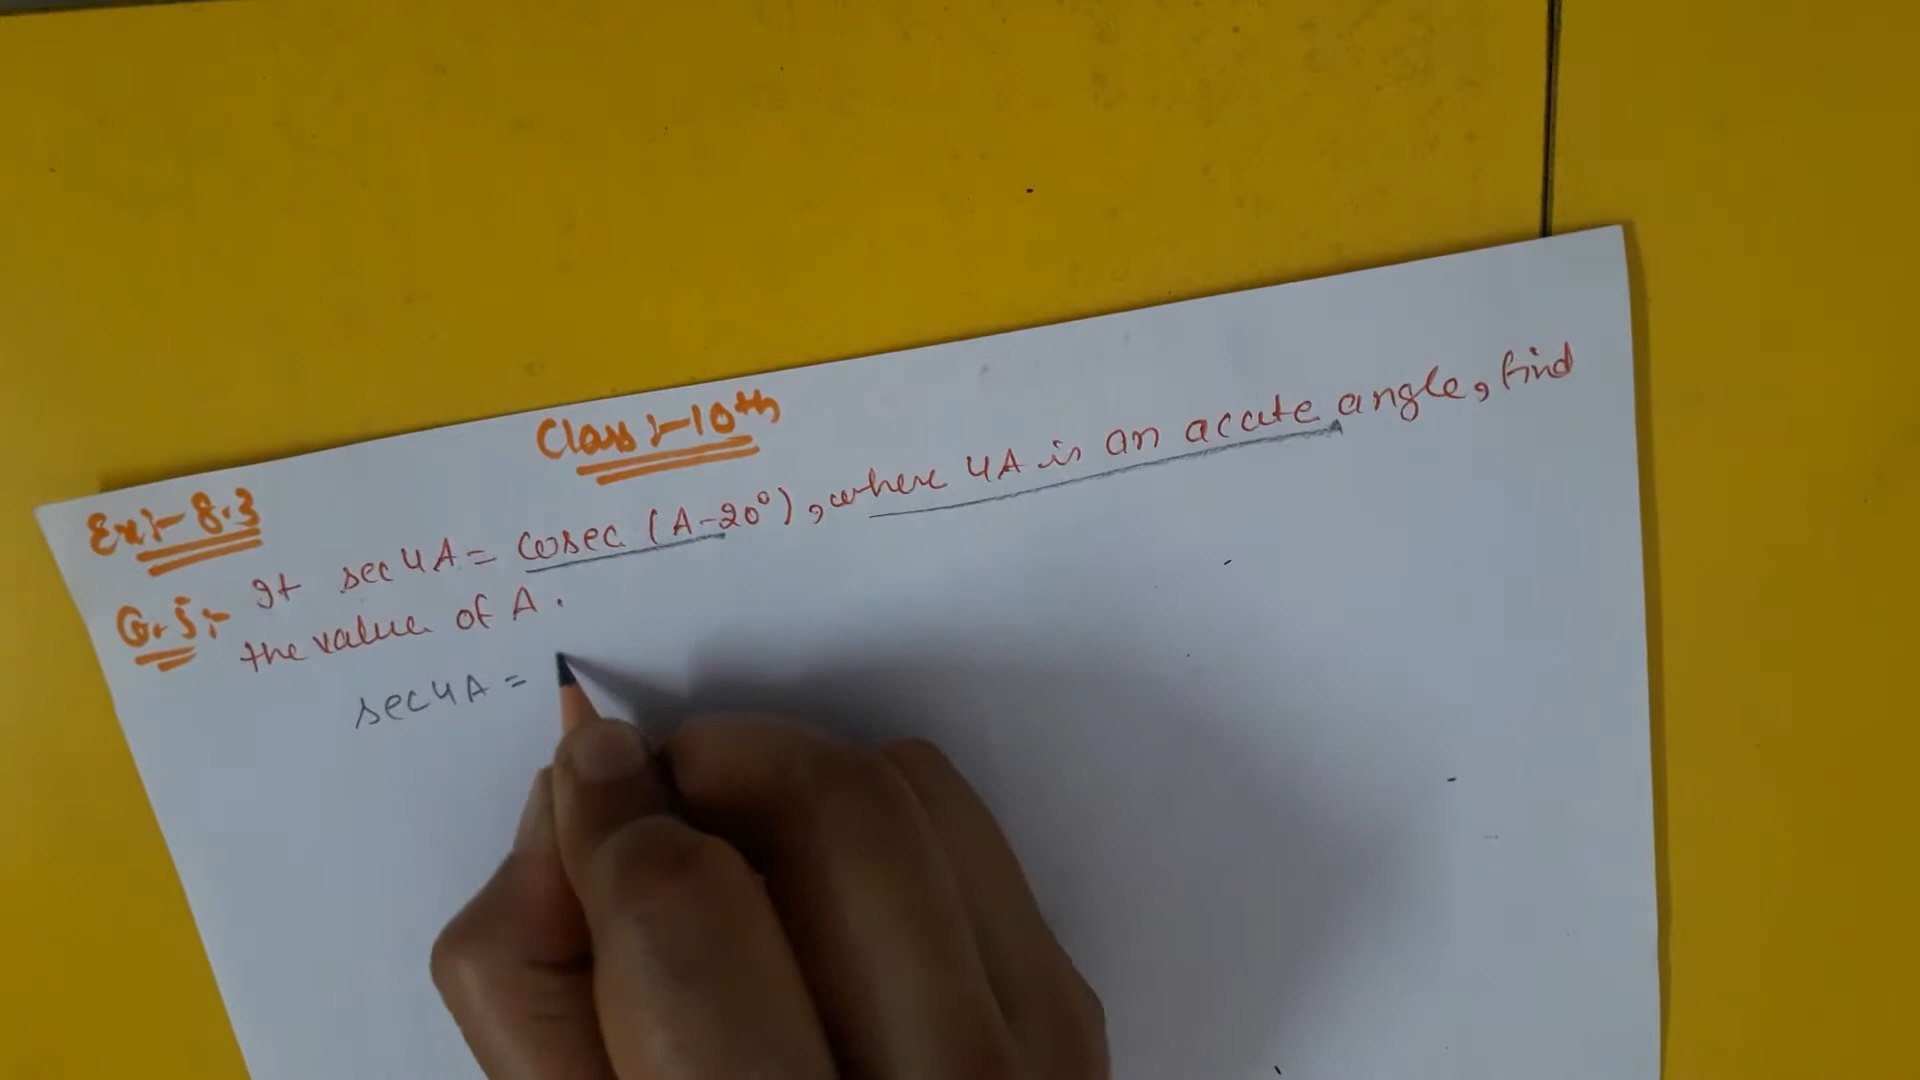 Class :- 10th
Ex :- 8.3
Q.5:- If sec 4A = cosec (A-20°), where 4A is an acute angle, find
the value of A.
sec 4A =